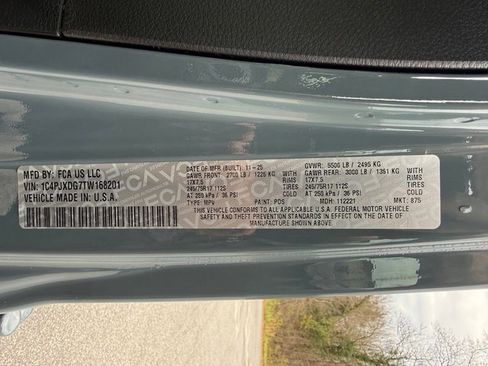 MFD BY: FCA US LLC
VIN: 1C4PJXDG7TW168201
VEHICLE MADE IN: U.S.A.
DATE OF MFR (BUILT): 11-25
GVWR: 5500 LB / 2495 KG
GAWR FRONT: 2700 LB / 1225 KG
WITH
GAWR REAR: 3000 LB / 1361 KG
WITH
17X7.5
RIMS
17X7.5
RIMS
245/75R17 112S
TIRES
245/75R17 112S
TIRES
AT 250 kPa / 36 PSI
AT 250 kPa / 36 PSI
TYPE: MPV
PAINT: PDS
MDH: 112221
MKT: 875
THIS VEHICLE CONFORMS TO ALL APPLICABLE U.S.A. FEDERAL MOTOR VEHICLE
SAFETY AND THEFT PREVENTION STANDARDS IN EFFECT ON THE DATE OF
MANUFACTURE SHOWN ABOVE.